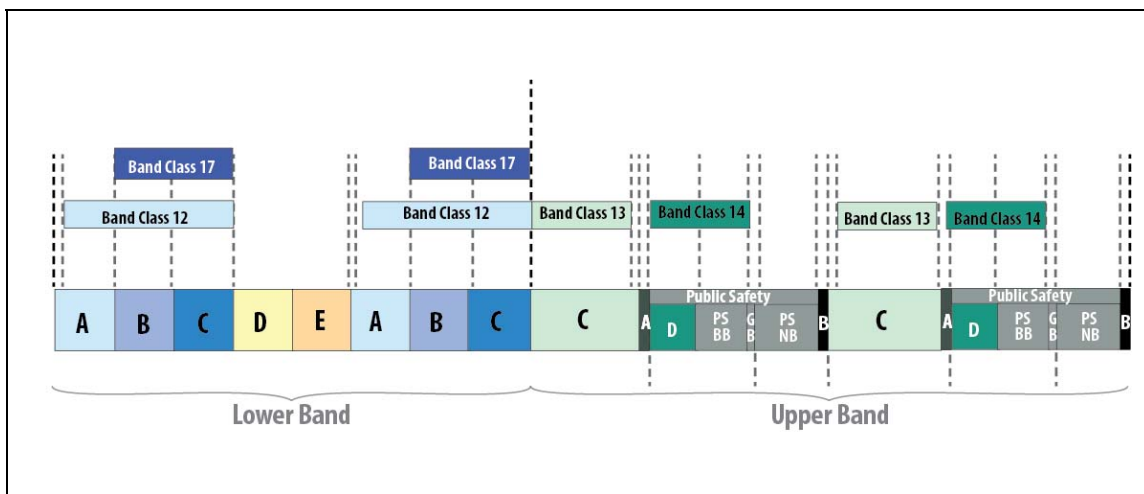 Band Class 17 Band Class 17
Band Class 12 Band Class 12 Band Class 13 Band Class 14 Band Class 13 Band Class 14
Public Safety Public Safety
A B C D E A B C C A D PS BB G B PS NB B C A D PS BB G B PS NB B
Lower Band Upper Band